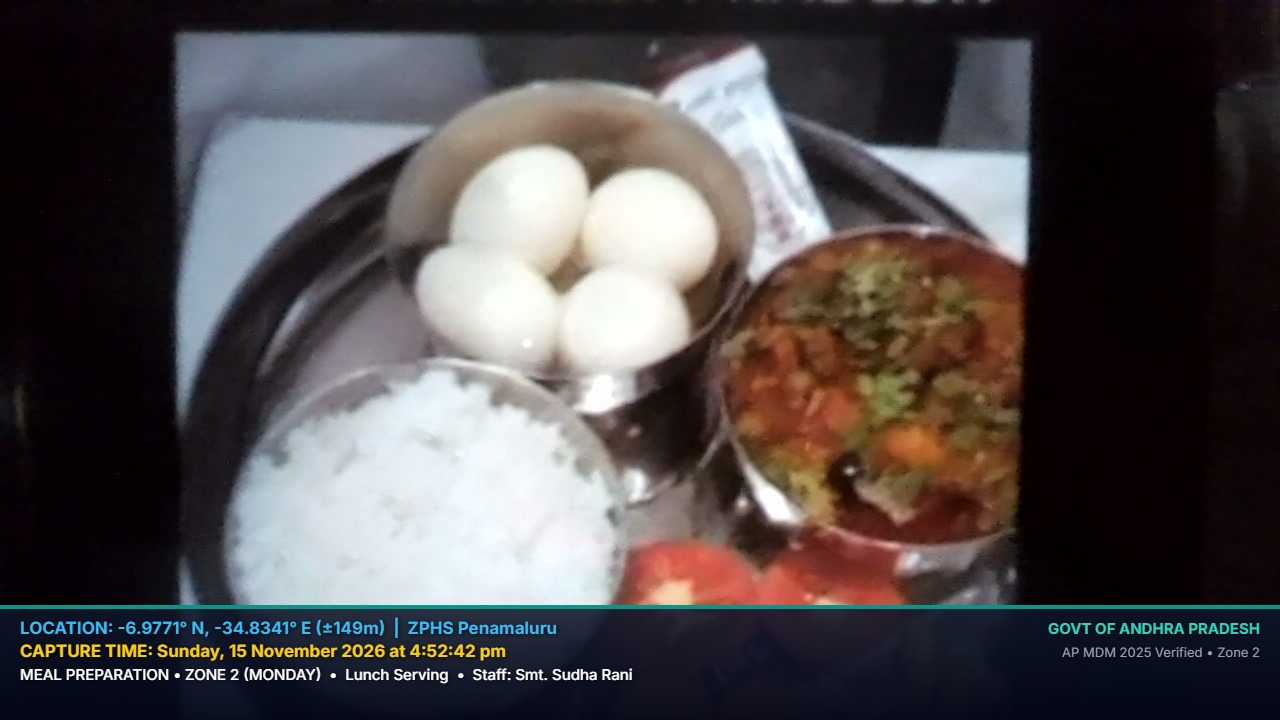 LOCATION: -6.9771° N, -34.8341° E (±149m) | ZPHS Penamaluru
CAPTURE TIME: Sunday, 15 November 2026 at 4:52:42 pm
MEAL PREPARATION • ZONE 2 (MONDAY) • Lunch Serving • Staff: Smt. Sudha Rani
GOVT OF ANDHRA PRADESH
AP MDM 2025 Verified • Zone 2